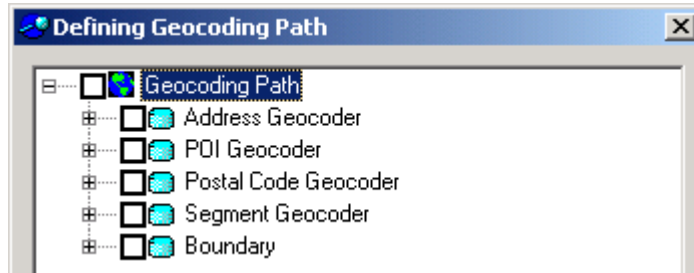 Defining Geocoding Path
Geocoding Path
Address Geocoder
POI Geocoder
Postal Code Geocoder
Segment Geocoder
Boundary